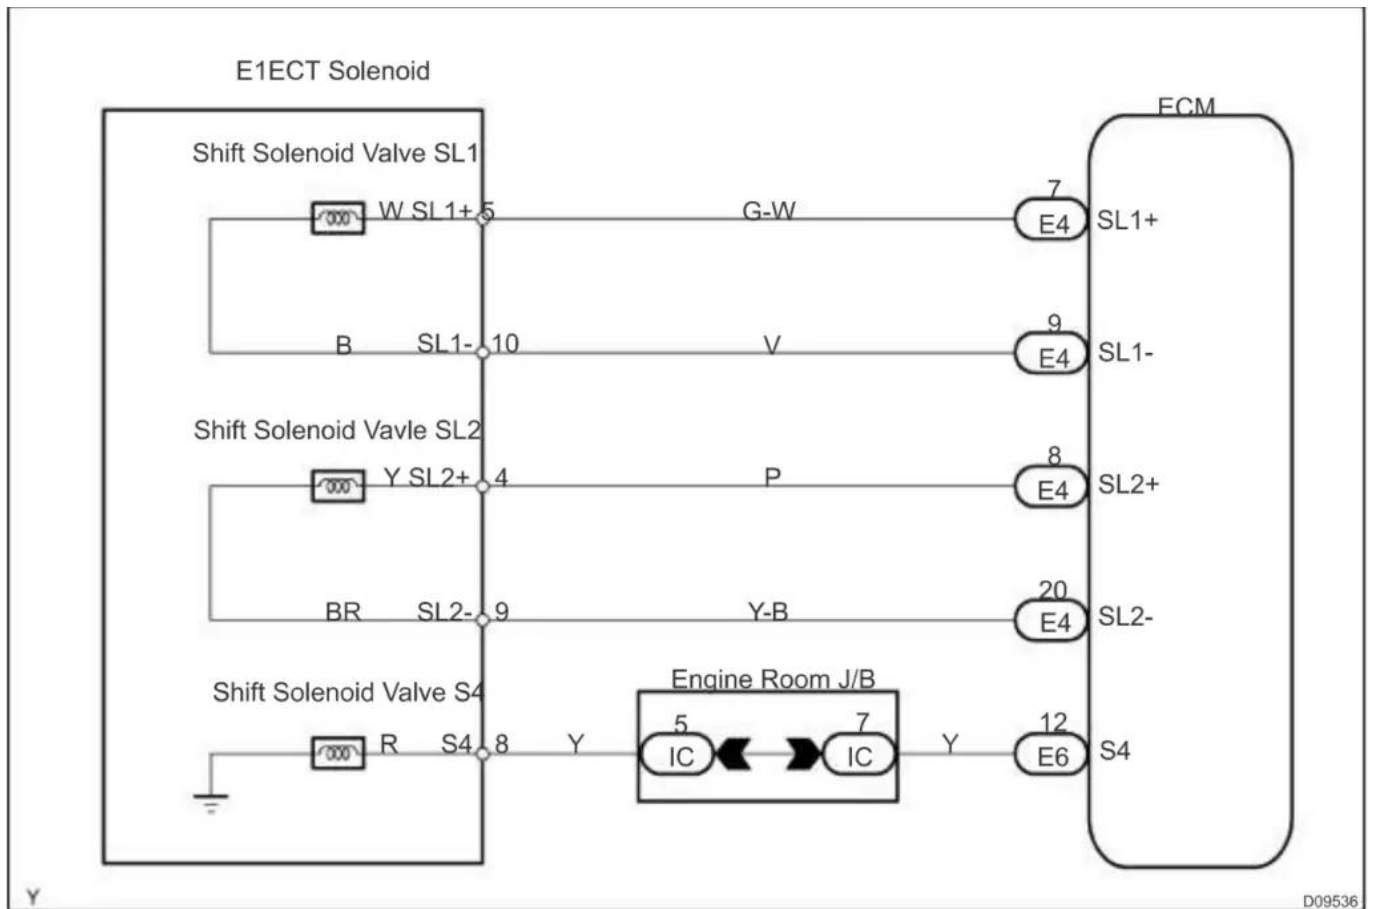 E1ECT Solenoid
ECM
Shift Solenoid Valve SL1
W SL1+ 5 G-W 7 E4 SL1+
B SL1- 10 V 9 E4 SL1-
Shift Solenoid Vavle SL2
Y SL2+ 4 P 8 E4 SL2+
BR SL2- 9 Y-B 20 E4 SL2-
Shift Solenoid Valve S4
Engine Room J/B
R S4 8 Y 5 IC 7 IC Y 12 E6 S4
Y
D09536